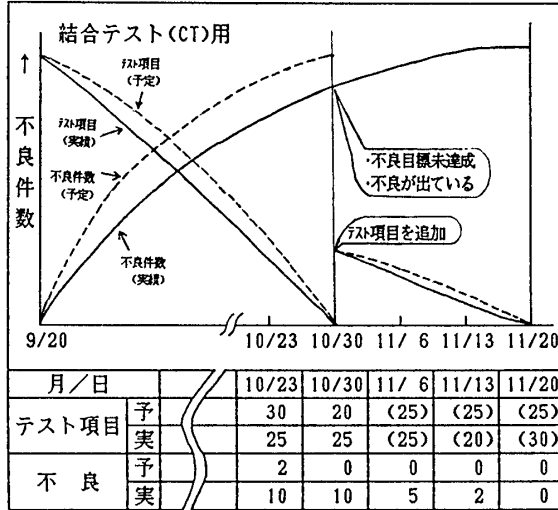 結合テスト(CT)用
↑
不良件数
テスト項目
(予定)
テスト項目
(実績)
不良件数
(予定)
不良件数
(実績)
・不良目標未達成
・不良が出ている
テスト項目を追加
9/20 10/23 10/30 11/ 6 11/13 11/20
月/日 10/23 10/30 11/ 6 11/13 11/20
テスト項目 予 30 20 (25) (25) (25)
実 25 25 (25) (20) (30)
不 良 予 2 0 0 0 0
実 10 10 5 2 0